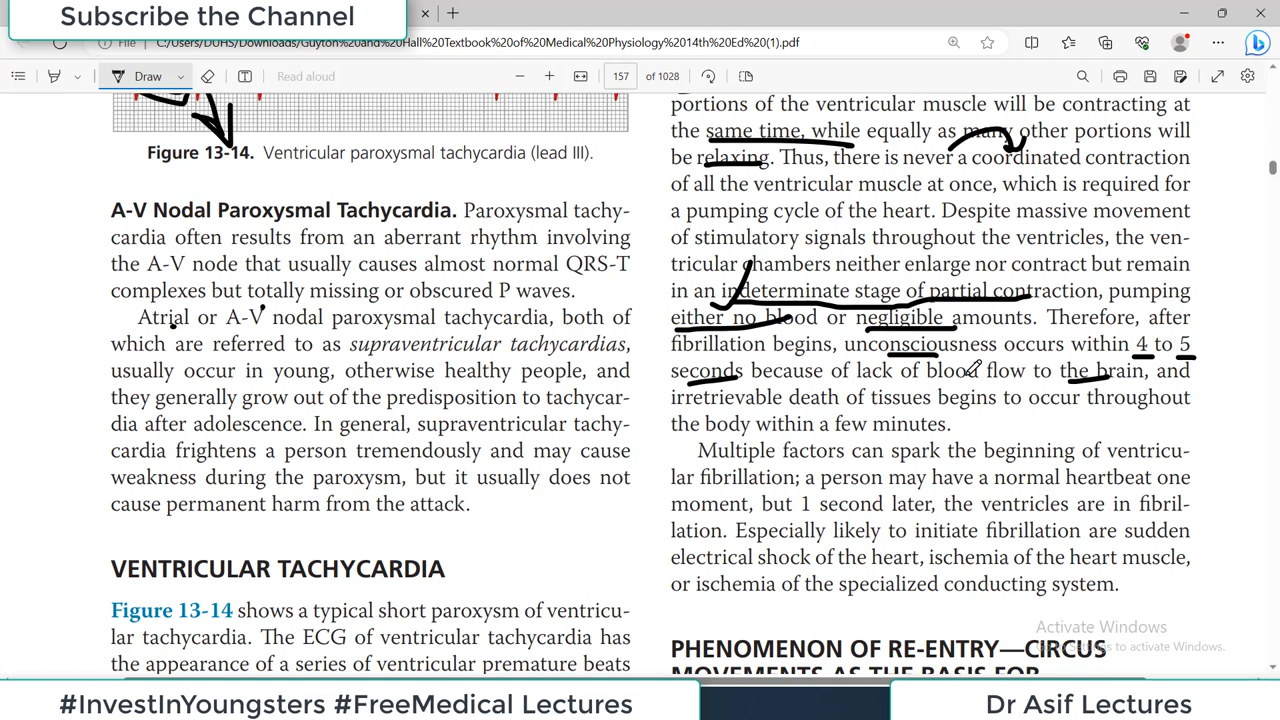 Subscribe the Channel
File
C:/Users/DUHS/Downloads/Guyton%20and%20Hall%20Textbook%20of%20Medical%20Physiology%2014th%20Ed%20(1).pdf
Draw
Read aloud
157 of 1028
Figure 13-14. Ventricular paroxysmal tachycardia (lead III).
A-V Nodal Paroxysmal Tachycardia. Paroxysmal tachy-
cardia often results from an aberrant rhythm involving
the A-V node that usually causes almost normal QRS-T
complexes but totally missing or obscured P waves.
Atrial or A-V nodal paroxysmal tachycardia, both of
which are referred to as supraventricular tachycardias,
usually occur in young, otherwise healthy people, and
they generally grow out of the predisposition to tachycar-
dia after adolescence. In general, supraventricular tachy-
cardia frightens a person tremendously and may cause
weakness during the paroxysm, but it usually does not
cause permanent harm from the attack.
VENTRICULAR TACHYCARDIA
Figure 13-14 shows a typical short paroxysm of ventricu-
lar tachycardia. The ECG of ventricular tachycardia has
the appearance of a series of ventricular premature beats
portions of the ventricular muscle will be contracting at
the same time, while equally as many other portions will
be relaxing. Thus, there is never a coordinated contraction
of all the ventricular muscle at once, which is required for
a pumping cycle of the heart. Despite massive movement
of stimulatory signals throughout the ventricles, the ven-
tricular chambers neither enlarge nor contract but remain
in an indeterminate stage of partial contraction, pumping
either no blood or negligible amounts. Therefore, after
fibrillation begins, unconsciousness occurs within 4 to 5
seconds because of lack of blood flow to the brain, and
irretrievable death of tissues begins to occur throughout
the body within a few minutes.
Multiple factors can spark the beginning of ventricu-
lar fibrillation; a person may have a normal heartbeat one
moment, but 1 second later, the ventricles are in fibril-
lation. Especially likely to initiate fibrillation are sudden
electrical shock of the heart, ischemia of the heart muscle,
or ischemia of the specialized conducting system.
PHENOMENON OF RE-ENTRY—CIRCUS
MOVEMENTS AS THE BASIS FOR
Activate Windows
Go to Settings to activate Windows.
#InvestInYoungsters #FreeMedical Lectures
Dr Asif Lectures